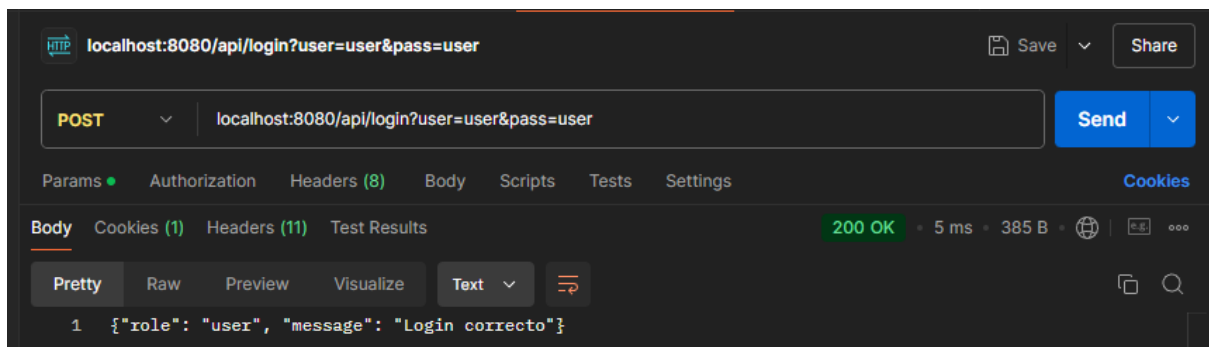 HTTP localhost:8080/api/login?user=user&pass=user Save Share
POST localhost:8080/api/login?user=user&pass=user Send
Params Authorization Headers (8) Body Scripts Tests Settings Cookies
Body Cookies (1) Headers (11) Test Results 200 OK 5 ms 385 B e.g.
Pretty Raw Preview Visualize Text
1 {"role": "user", "message": "Login correcto"}